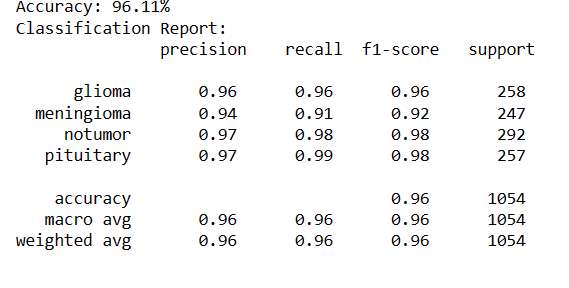 Accuracy: 96.11%
Classification Report:
precision recall f1-score support
glioma 0.96 0.96 0.96 258
meningioma 0.94 0.91 0.92 247
notumor 0.97 0.98 0.98 292
pituitary 0.97 0.99 0.98 257
accuracy 0.96 1054
macro avg 0.96 0.96 0.96 1054
weighted avg 0.96 0.96 0.96 1054